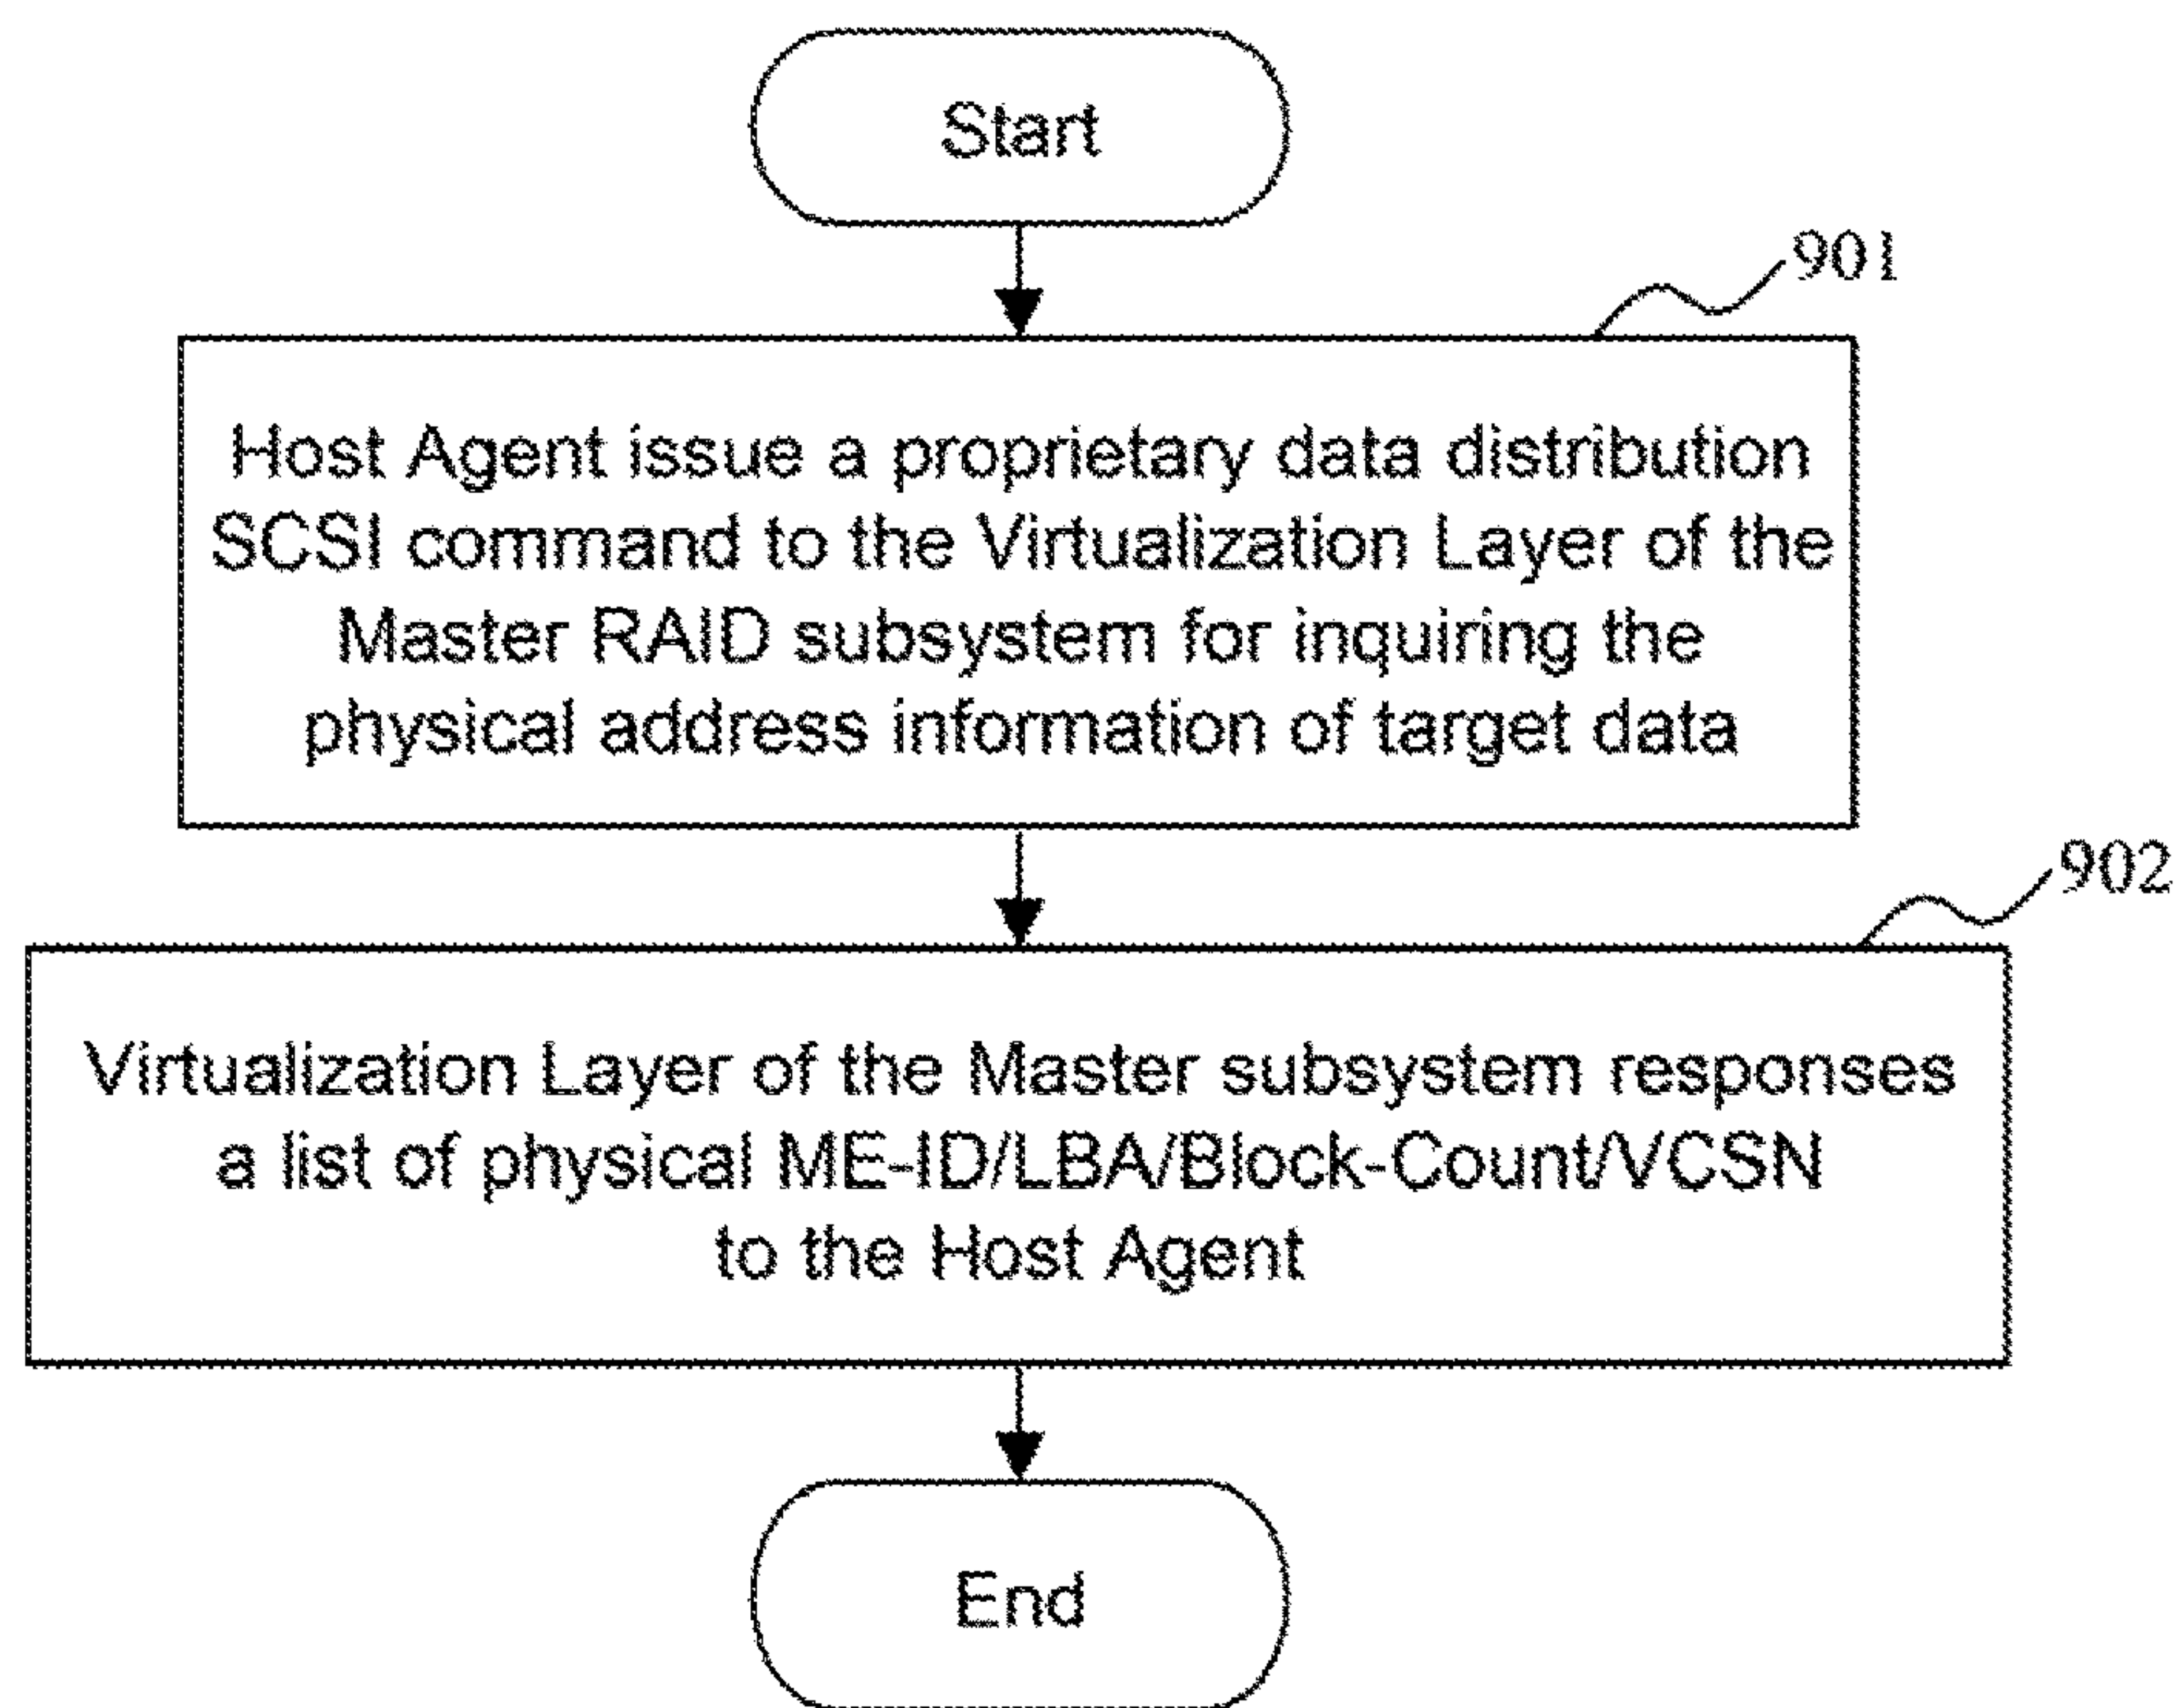 Start
901
Host Agent issue a proprietary data distribution
SCSI command to the Virtualization Layer of the
Master RAID subsystem for inquiring the
physical address information of target data
902
Virtualization Layer of the Master subsystem responses
a list of physical ME-ID/LBA/Block-Count/VCSN
to the Host Agent
End